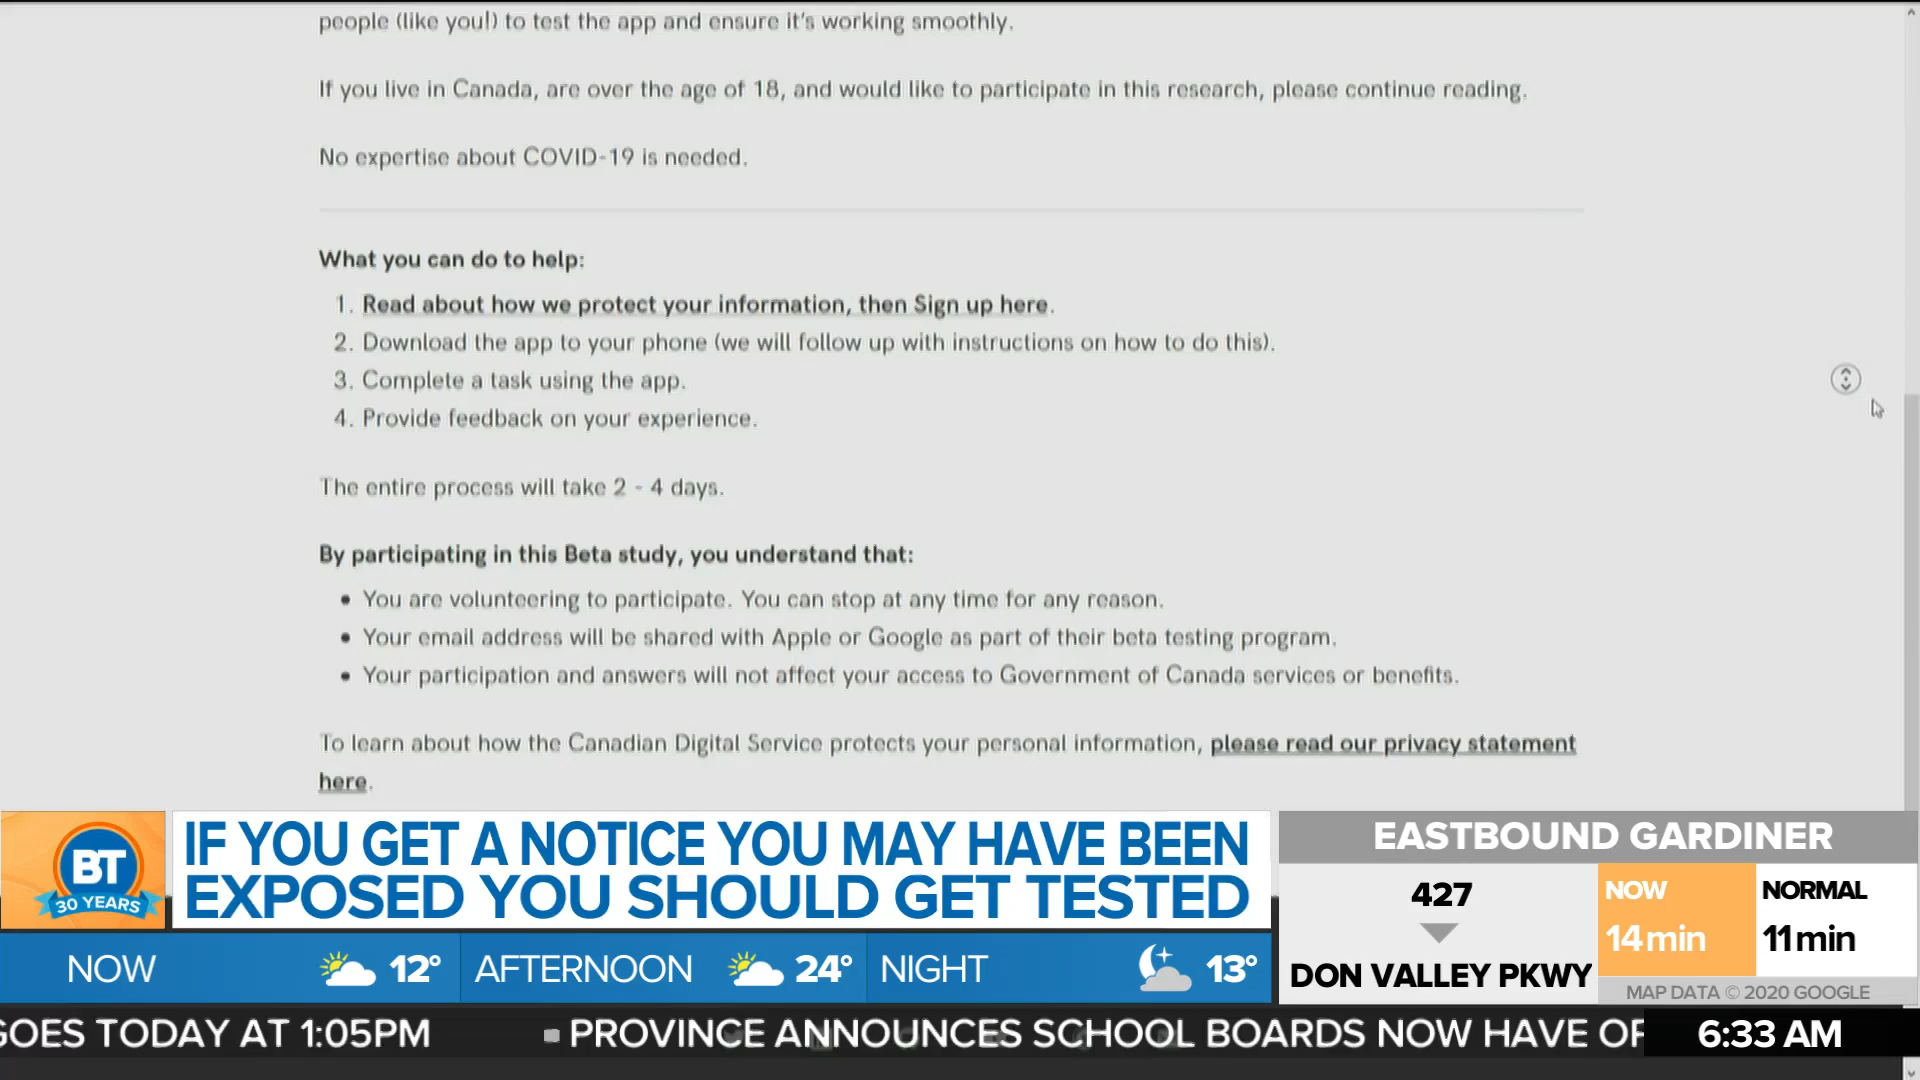 people (like you!) to test the app and ensure it's working smoothly.
If you live in Canada, are over the age of 18, and would like to participate in this research, please continue reading.
No expertise about COVID-19 is needed.
What you can do to help:
1. Read about how we protect your information, then Sign up here.
2. Download the app to your phone (we will follow up with instructions on how to do this).
3. Complete a task using the app.
4. Provide feedback on your experience.
The entire process will take 2 - 4 days.
By participating in this Beta study, you understand that:
• You are volunteering to participate. You can stop at any time for any reason.
• Your email address will be shared with Apple or Google as part of their beta testing program.
• Your participation and answers will not affect your access to Government of Canada services or benefits.
To learn about how the Canadian Digital Service protects your personal information, please read our privacy statement
here.
BT
30 YEARS
IF YOU GET A NOTICE YOU MAY HAVE BEEN
EXPOSED YOU SHOULD GET TESTED
EASTBOUND GARDINER
427
DON VALLEY PKWY
NOW
14 min
NORMAL
11 min
MAP DATA © 2020 GOOGLE
NOW 12° AFTERNOON 24° NIGHT 13°
GOES TODAY AT 1:05PM ▪ PROVINCE ANNOUNCES SCHOOL BOARDS NOW HAVE OF
6:33 AM